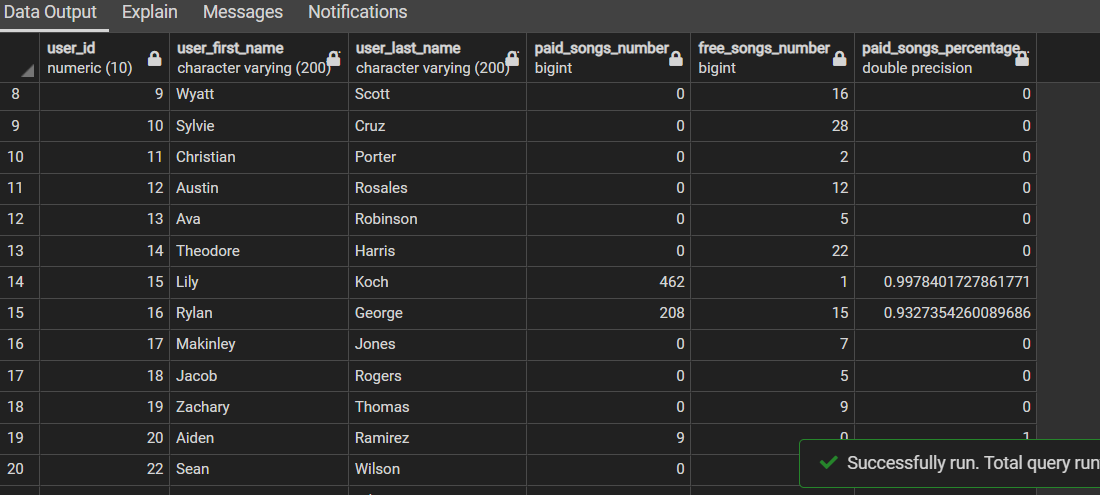 Data Output Explain Messages Notifications
user_id user_first_name user_last_name paid_songs_number free_songs_number paid_songs_percentage
numeric (10) character varying (200) character varying (200) bigint bigint double precision
8 9 Wyatt Scott 0 16 0
9 10 Sylvie Cruz 0 28 0
10 11 Christian Porter 0 2 0
11 12 Austin Rosales 0 12 0
12 13 Ava Robinson 0 5 0
13 14 Theodore Harris 0 22 0
14 15 Lily Koch 462 1 0.9978401727861771
15 16 Rylan George 208 15 0.9327354260089686
16 17 Makinley Jones 0 7 0
17 18 Jacob Rogers 0 5 0
18 19 Zachary Thomas 0 9 0
19 20 Aiden Ramirez 9 0 1
20 22 Sean Wilson 0
Successfully run. Total query run